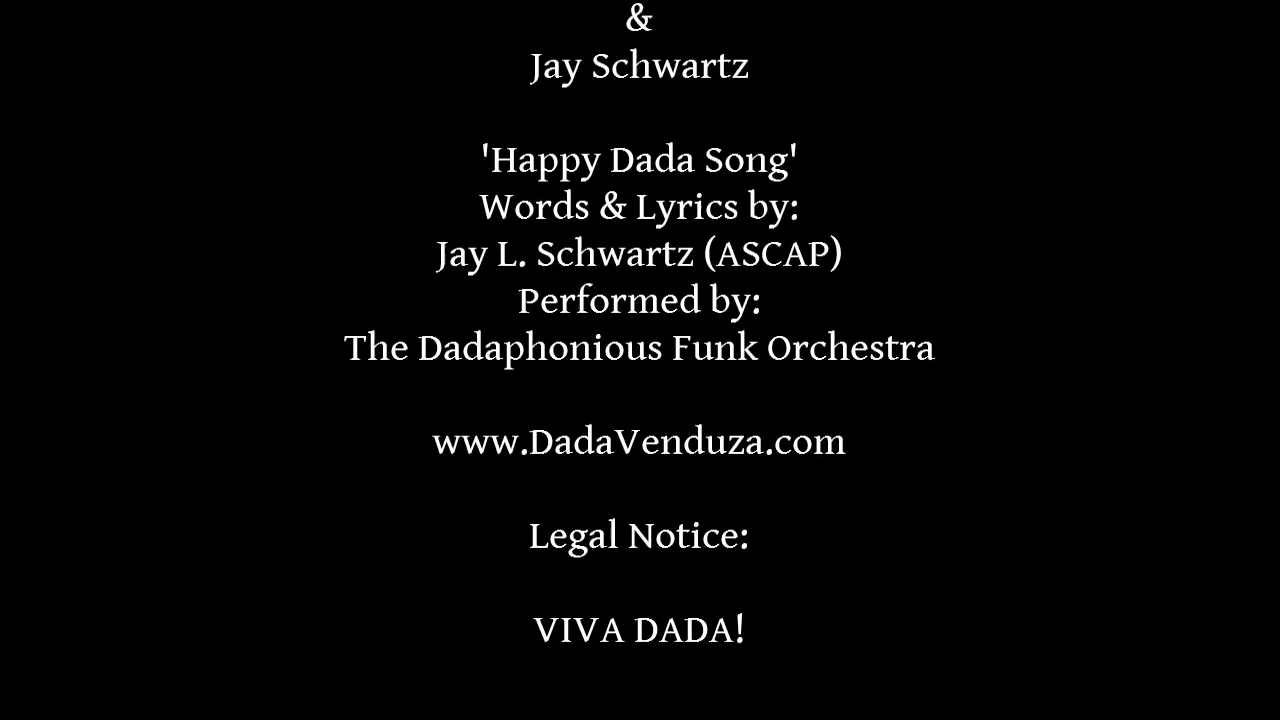 &
Jay Schwartz
'Happy Dada Song'
Words & Lyrics by:
Jay L. Schwartz (ASCAP)
Performed by:
The Dadaphonious Funk Orchestra
www.DadaVenduza.com
Legal Notice:
VIVA DADA!